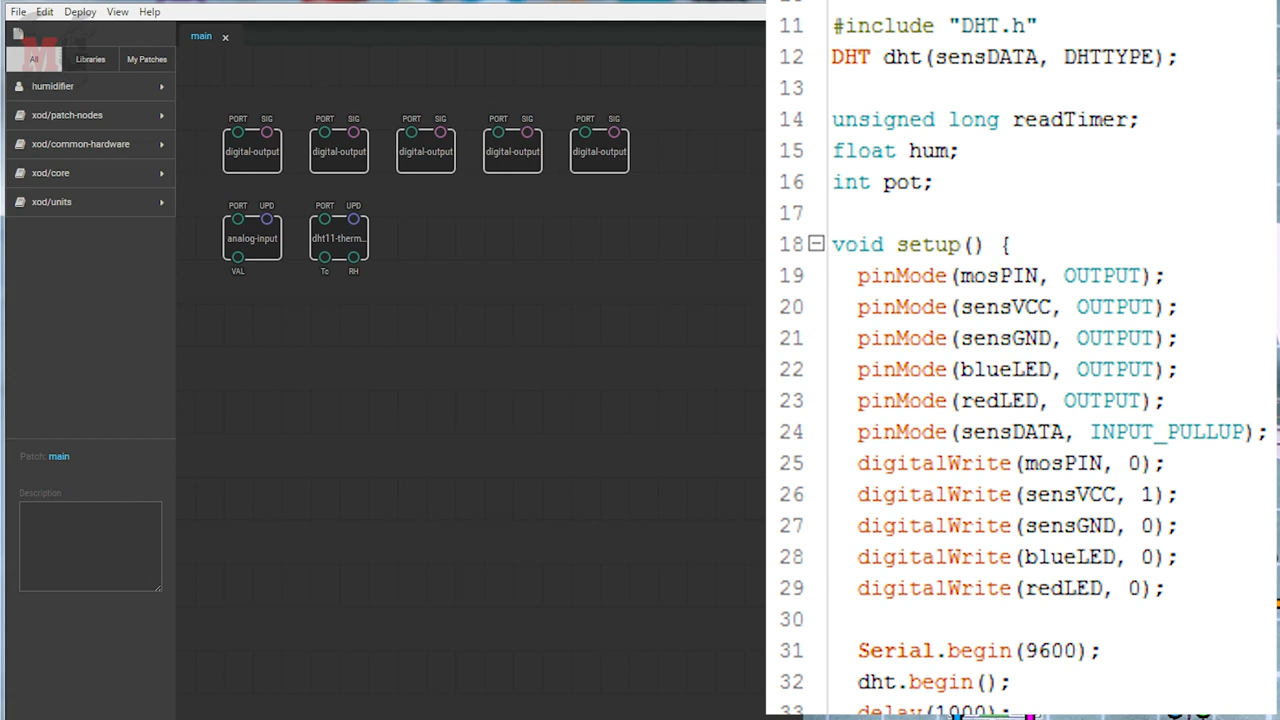 File Edit Deploy View Help
main
All Libraries My Patches
humidifier
xod/patch-nodes
xod/common-hardware
xod/core
xod/units
Patch: main
Description
PORT SIG PORT SIG PORT SIG PORT SIG PORT SIG
digital-output digital-output digital-output digital-output digital-output
PORT UPD PORT UPD
analog-input dht11-therm...
VAL Tc RH
11 #include "DHT.h"
12 DHT dht(sensDATA, DHTTYPE);
13
14 unsigned long readTimer;
15 float hum;
16 int pot;
17
18 void setup() {
19 pinMode(mosPIN, OUTPUT);
20 pinMode(sensVCC, OUTPUT);
21 pinMode(sensGND, OUTPUT);
22 pinMode(blueLED, OUTPUT);
23 pinMode(redLED, OUTPUT);
24 pinMode(sensDATA, INPUT_PULLUP);
25 digitalWrite(mosPIN, 0);
26 digitalWrite(sensVCC, 1);
27 digitalWrite(sensGND, 0);
28 digitalWrite(blueLED, 0);
29 digitalWrite(redLED, 0);
30
31 Serial.begin(9600);
32 dht.begin();
33 delay(1000);